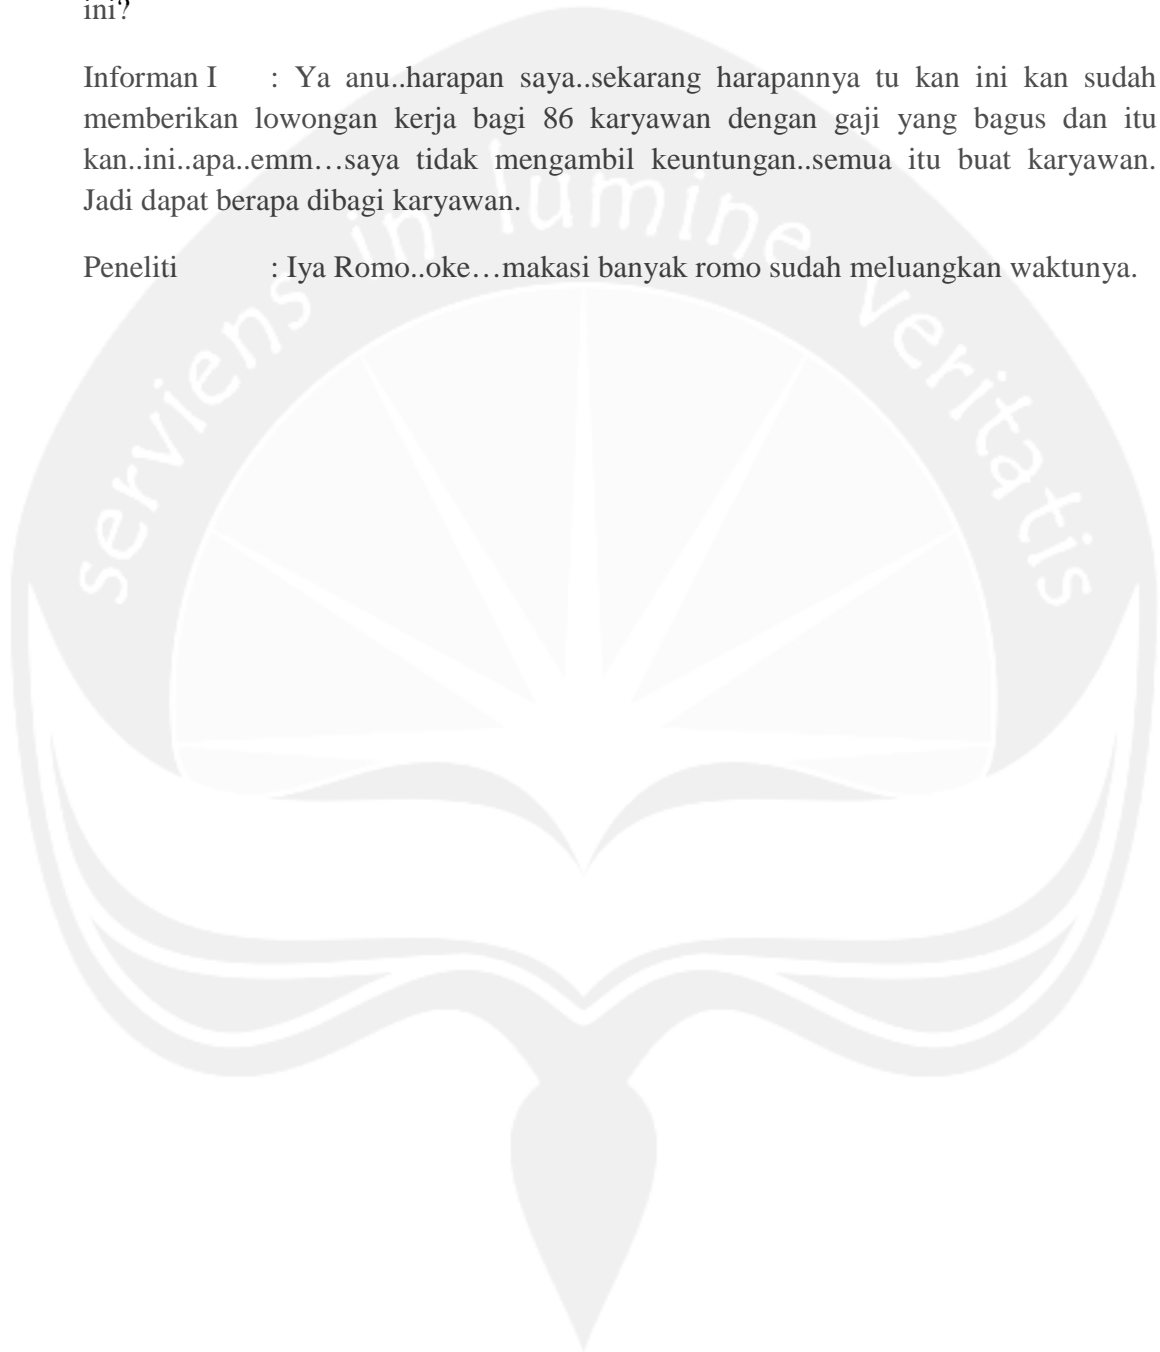 ini?
Informan I : Ya anu..harapan saya..sekarang harapannya tu kan ini kan sudah
memberikan lowongan kerja bagi 86 karyawan dengan gaji yang bagus dan itu
kan..ini..apa..emm…saya tidak mengambil keuntungan..semua itu buat karyawan.
Jadi dapat berapa dibagi karyawan.
Peneliti : Iya Romo..oke…makasi banyak romo sudah meluangkan waktunya.
serviens in lumine veritatis